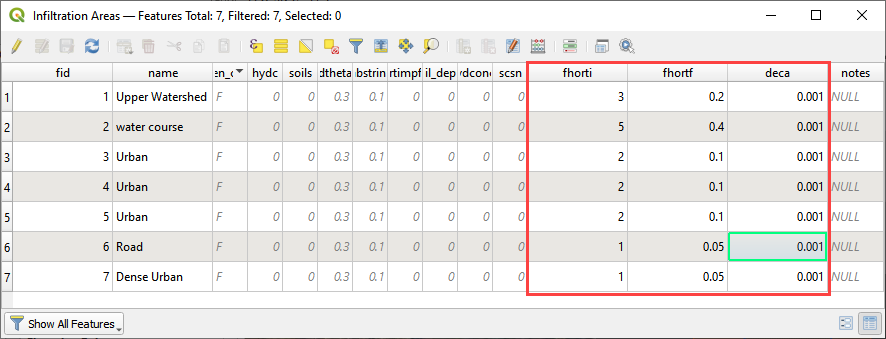 Infiltration Areas — Features Total: 7, Filtered: 7, Selected: 0
fid name en_c hydc soils dtheta bstrin rtimpf il_dep ydcond scsn fhorti fhortf deca notes
1 1 Upper Watershed F 0 0 0.3 0.1 0 0 0 0 3 0.2 0.001 NULL
2 2 water course F 0 0 0.3 0.1 0 0 0 0 5 0.4 0.001 NULL
3 3 Urban F 0 0 0.3 0.1 0 0 0 0 2 0.1 0.001 NULL
4 4 Urban F 0 0 0.3 0.1 0 0 0 0 2 0.1 0.001 NULL
5 5 Urban F 0 0 0.3 0.1 0 0 0 0 2 0.1 0.001 NULL
6 6 Road F 0 0 0.3 0.1 0 0 0 0 1 0.05 0.001 NULL
7 7 Dense Urban F 0 0 0.3 0.1 0 0 0 0 1 0.05 0.001 NULL
Show All Features